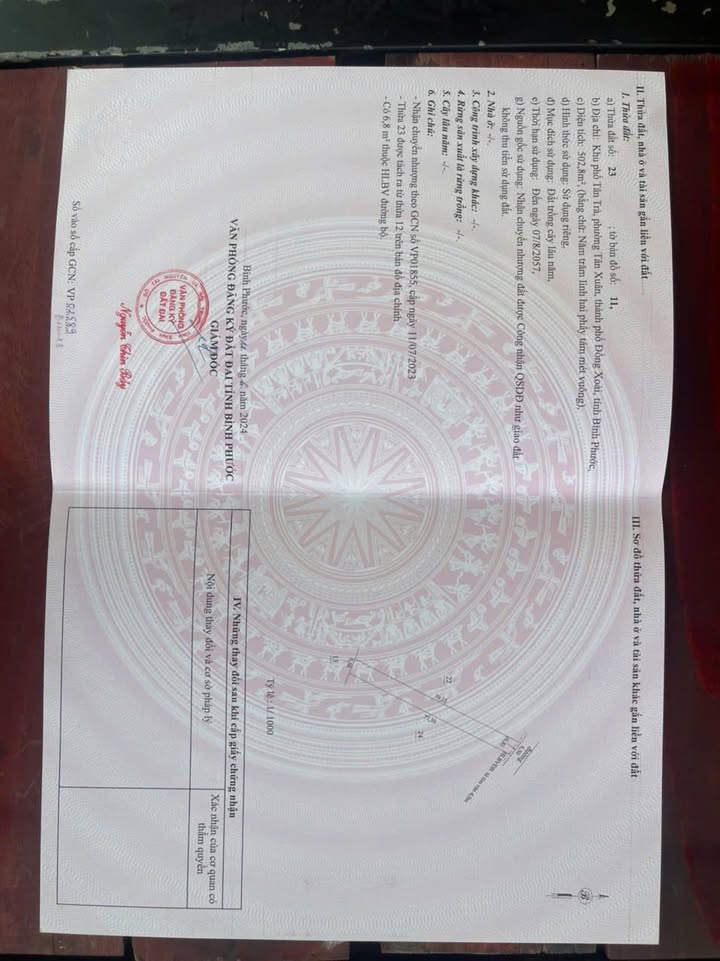 II. Thửa đất, nhà ở và tài sản gắn liền với đất
1. Thửa đất:
a) Thửa đất số: 23 ; tờ bản đồ số: 11,
b) Địa chỉ: Khu phố Tân Trà, phường Tân Xuân, thành phố Đồng Xoài, tỉnh Bình Phước,
c) Diện tích: 502,8m², (bằng chữ: Năm trăm linh hai phẩy tám mét vuông),
d) Hình thức sử dụng: Sử dụng riêng,
đ) Mục đích sử dụng: Đất trồng cây lâu năm,
e) Thời hạn sử dụng: Đến ngày 07/8/2057,
g) Nguồn gốc sử dụng: Nhận chuyển nhượng đất được Công nhận QSDĐ như giao đất
không thu tiền sử dụng đất.
2. Nhà ở: -/-.
3. Công trình xây dựng khác: -/-.
4. Rừng sản xuất là rừng trồng: -/-.
5. Cây lâu năm: -/-.
6. Ghi chú:
- Nhận chuyển nhượng theo GCN số VP01855, cấp ngày 11/07/2023
- Thửa 23 được tách ra từ thửa 12 trên bản đồ địa chính.
- Có 6,8 m² thuộc HLBV đường bộ.
Bình Phước, ngày tháng năm 2024
VĂN PHÒNG ĐĂNG KÝ ĐẤT ĐAI TỈNH BÌNH PHƯỚC
GIÁM ĐỐC
VĂN PHÒNG
ĐĂNG KÝ
ĐẤT ĐAI
Số vào sổ cấp GCN: VP 02589
III. Sơ đồ thửa đất, nhà ở và tài sản khác gắn liền với đất
B
đường
22
24
13
Tỷ lệ: 1/1000
IV. Những thay đổi sau khi cấp giấy chứng nhận
Nội dung thay đổi và cơ sở pháp lý
Xác nhận của cơ quan có
thẩm quyền